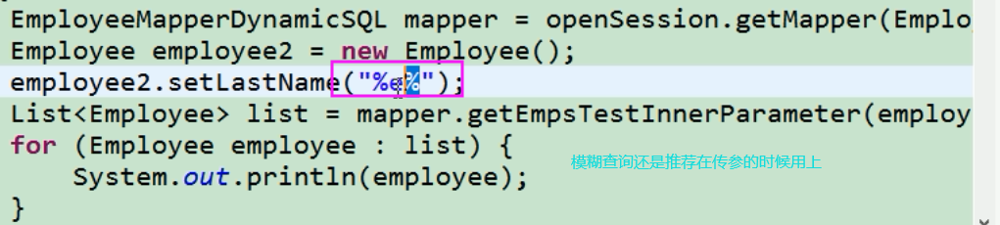 EmployeeMapperDynamicSQL mapper = openSession.getMapper(Emplo
Employee employee2 = new Employee();
employee2.setLastName("%e%");
List<Employee> list = mapper.getEmpsTestInnerParameter(employ
for (Employee employee : list) {
模糊查询还是推荐在传参的时候用上
System.out.println(employee);
}